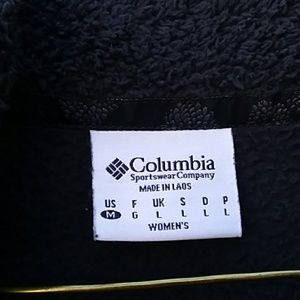 Columbia
Sportswear Company
MADE IN LAOS
US F UK S D P
M G L L L L
WOMEN'S